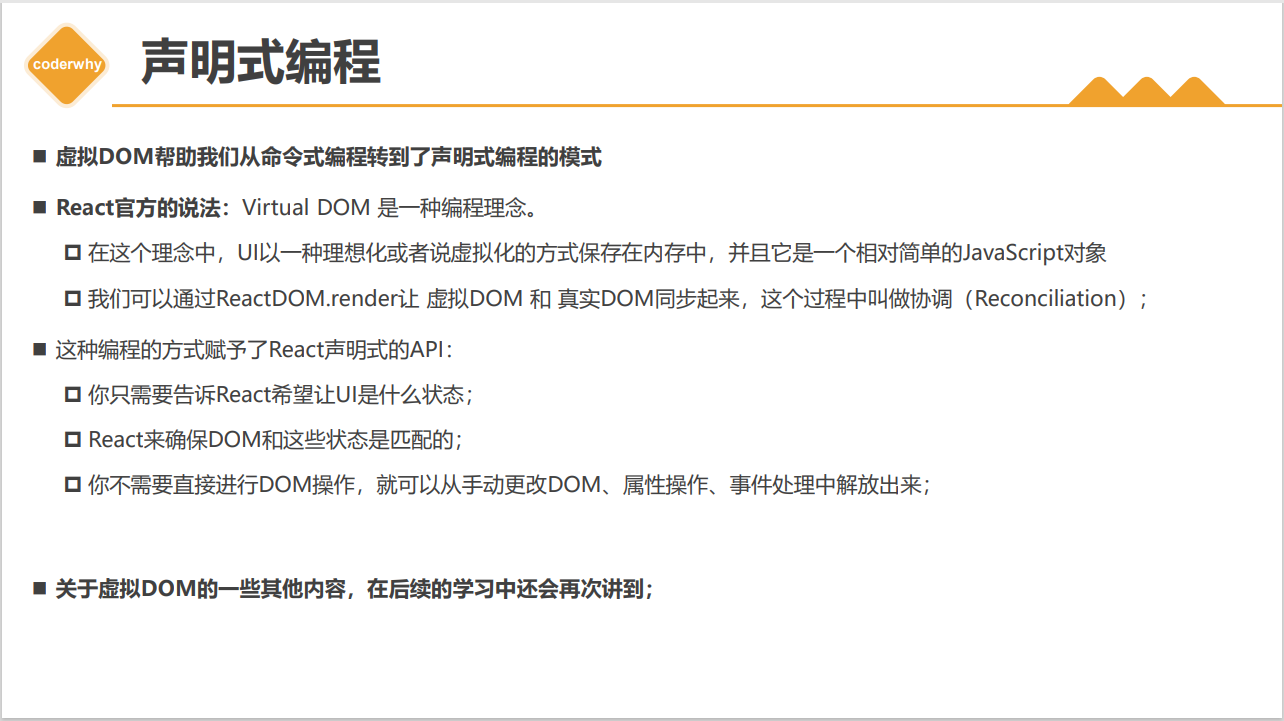 coderwhy
声明式编程
虚拟DOM帮助我们从命令式编程转到了声明式编程的模式
React官方的说法：Virtual DOM 是一种编程理念。
在这个理念中，UI以一种理想化或者说虚拟化的方式保存在内存中，并且它是一个相对简单的JavaScript对象
我们可以通过ReactDOM.render让 虚拟DOM 和 真实DOM同步起来，这个过程中叫做协调（Reconciliation）；
这种编程的方式赋予了React声明式的API：
你只需要告诉React希望让UI是什么状态；
React来确保DOM和这些状态是匹配的；
你不需要直接进行DOM操作，就可以从手动更改DOM、属性操作、事件处理中解放出来；
关于虚拟DOM的一些其他内容，在后续的学习中还会再次讲到；